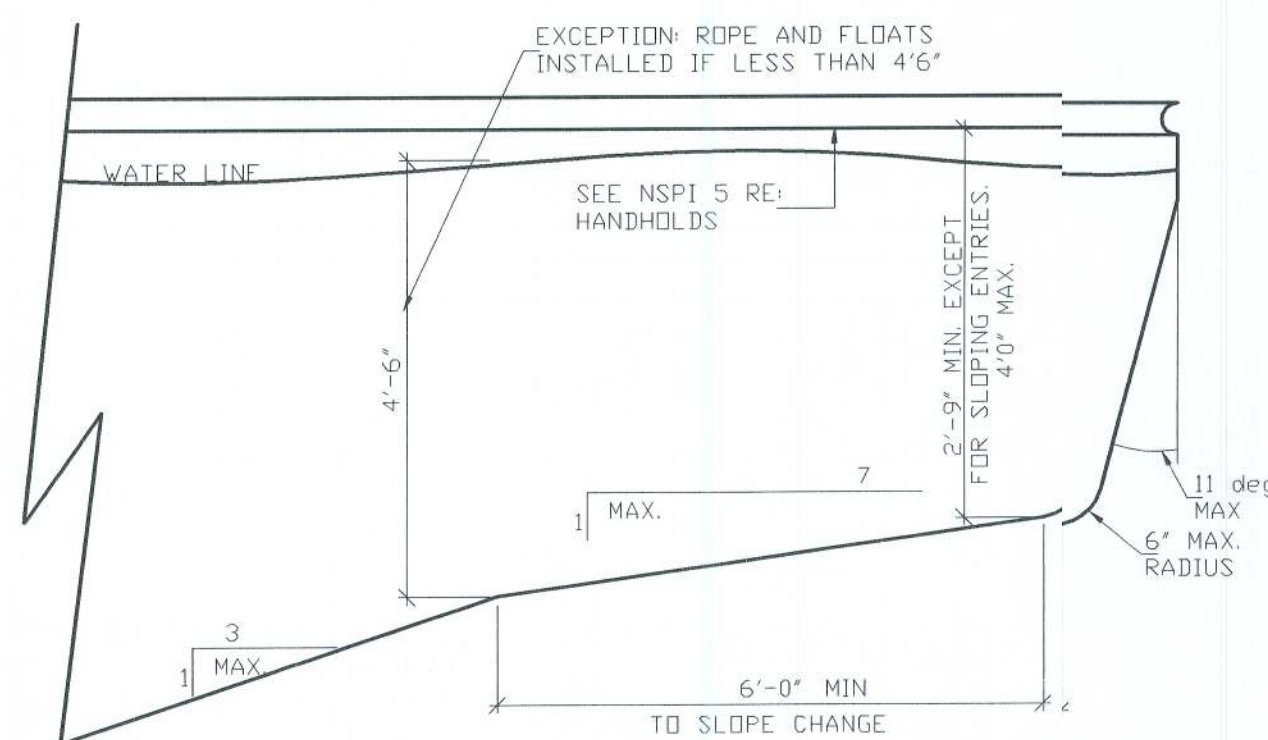 EXCEPTION: ROPE AND FLOATS
INSTALLED IF LESS THAN 4'6"
WATER LINE
SEE NSPI 5 RE:
HANDHOLDS
4'-6"
2'-9" MIN. EXCEPT
FOR SLOPING ENTRIES.
4'0" MAX.
7
1
MAX.
11 deg
MAX
6" MAX.
RADIUS
3
1
MAX.
6'-0" MIN
TO SLOPE CHANGE